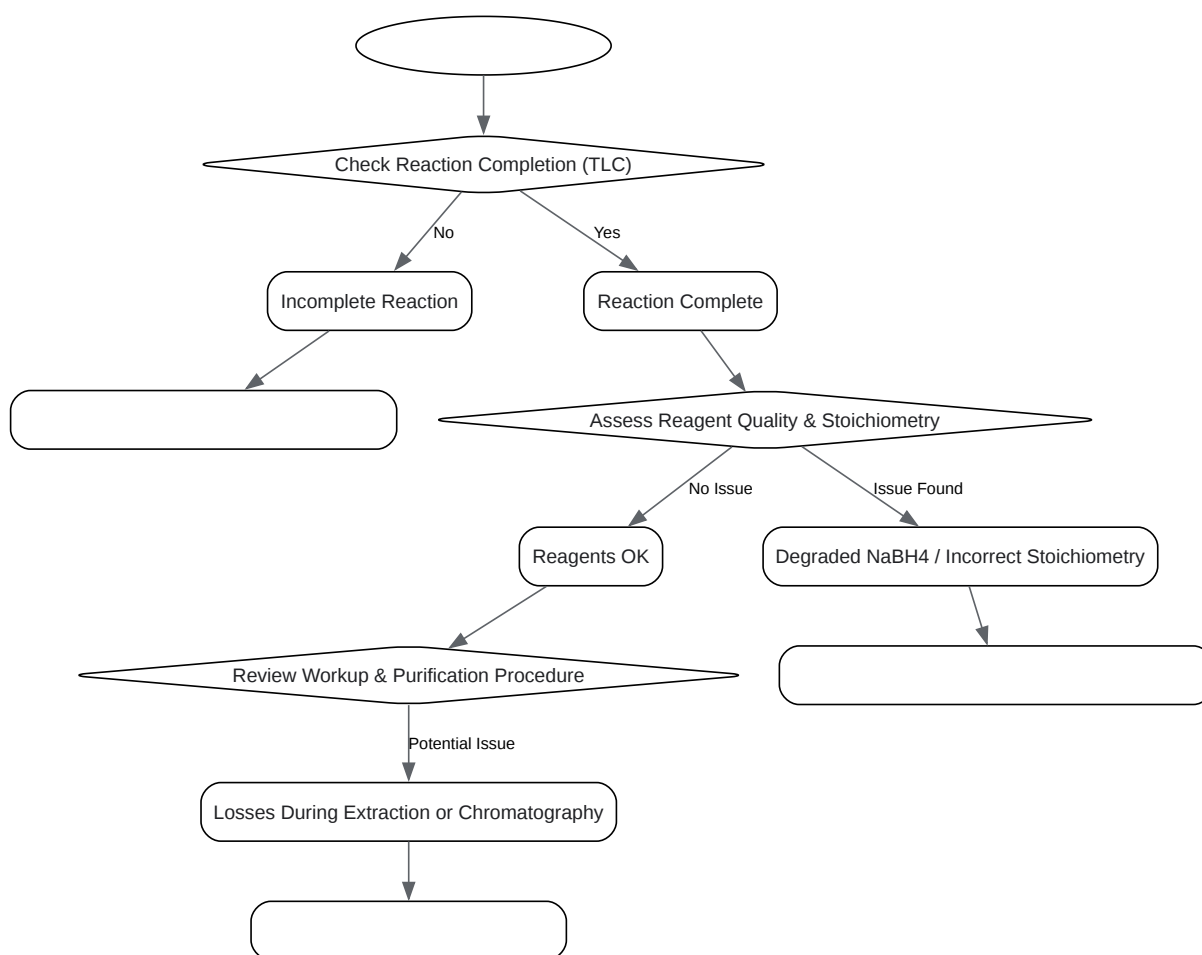 Check Reaction Completion (TLC)
No
Yes
Incomplete Reaction
Reaction Complete
Assess Reagent Quality & Stoichiometry
No Issue
Issue Found
Reagents OK
Degraded NaBH4 / Incorrect Stoichiometry
Review Workup & Purification Procedure
Potential Issue
Losses During Extraction or Chromatography